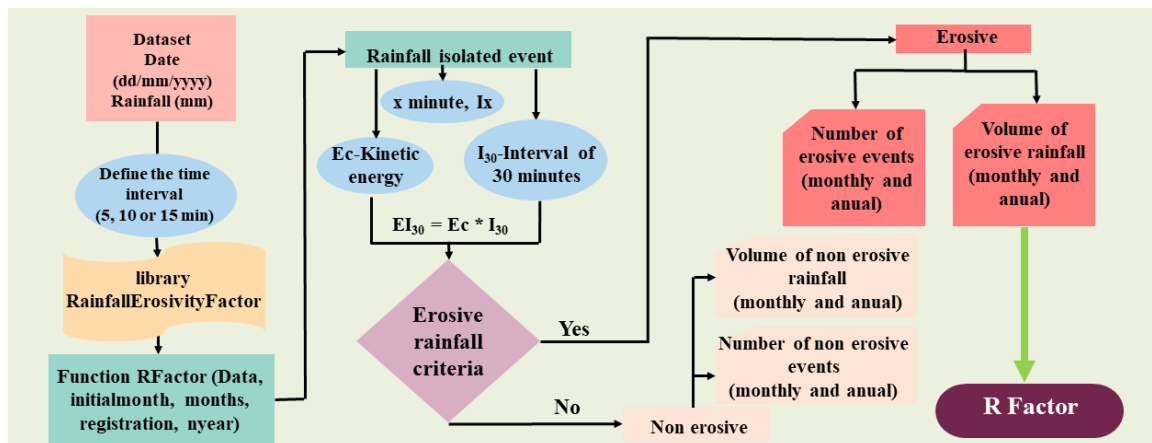 Dataset
Date
(dd/mm/yyyy)
Rainfall (mm)
Define the time
interval
(5, 10 or 15 min)
library
RainfallErosivityFactor
Function RFactor (Data,
initialmonth, months,
registration, nyear)
Rainfall isolated event
x minute, Ix
Ec-Kinetic
energy
I₃₀-Interval of
30 minutes
EI₃₀ = Ec * I₃₀
Erosive
rainfall
criteria
Yes
No
Erosive
Number of
erosive events
(monthly and
anual)
Volume of
erosive rainfall
(monthly and
anual)
Volume of non erosive
rainfall
(monthly and anual)
Number of non erosive
events
(monthly and anual)
Non erosive
R Factor